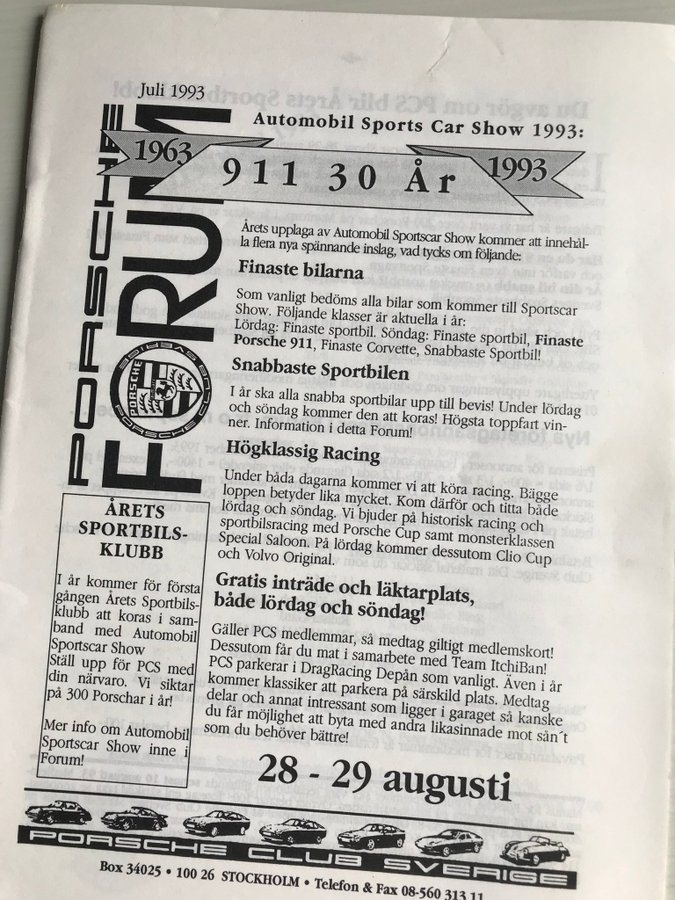 Juli 1993
PORSCHE
FORUM
Automobil Sports Car Show 1993:
1963
911 30 År
1993
Årets upplaga av Automobil Sportscar Show kommer att innehål-
la flera nya spännande inslag, vad tycks om följande:
Finaste bilarna
Som vanligt bedöms alla bilar som kommer till Sportscar
Show. Följande klasser är aktuella i år:
Lördag: Finaste sportbil. Söndag: Finaste sportbil, Finaste
Porsche 911, Finaste Corvette, Snabbaste Sportbil!
Snabbaste Sportbilen
I år ska alla snabba sportbilar upp till bevis! Under lördag
och söndag kommer den att koras! Högsta toppfart vin-
ner. Information i detta Forum!
Högklassig Racing
Under båda dagarna kommer vi att köra racing. Bägge
loppen betyder lika mycket. Kom därför och titta både
lördag och söndag. Vi bjuder på historisk racing och
sportbilsracing med Porsche Cup samt monsterklassen
Special Saloon. På lördag kommer dessutom Clio Cup
och Volvo Original.
Gratis inträde och läktarplats,
både lördag och söndag!
Gäller PCS medlemmar, så medtag giltigt medlemskort!
Dessutom får du mat i samarbete med Team ItchiBan!
PCS parkerar i DragRacing Depån som vanligt. Även i år
kommer klassiker att parkera på särskild plats. Medtag
delar och annat intressant som ligger i garaget så kanske
du får möjlighet att byta med andra likasinnade mot sån´t
som du behöver bättre!
28 - 29 augusti
ÅRETS
SPORTBILS-
KLUBB
I år kommer för första
gången Årets Sportbils-
klubb att koras i sam-
band med Automobil
Sportscar Show
Ställ upp för PCS med
din närvaro. Vi siktar
på 300 Porschar i år!
Mer info om Automobil
Sportscar Show inne i
Forum!
PORSCHE CLUB SVERIGE
Box 34025 • 100 26 STOCKHOLM • Telefon & Fax 08-560 313 11